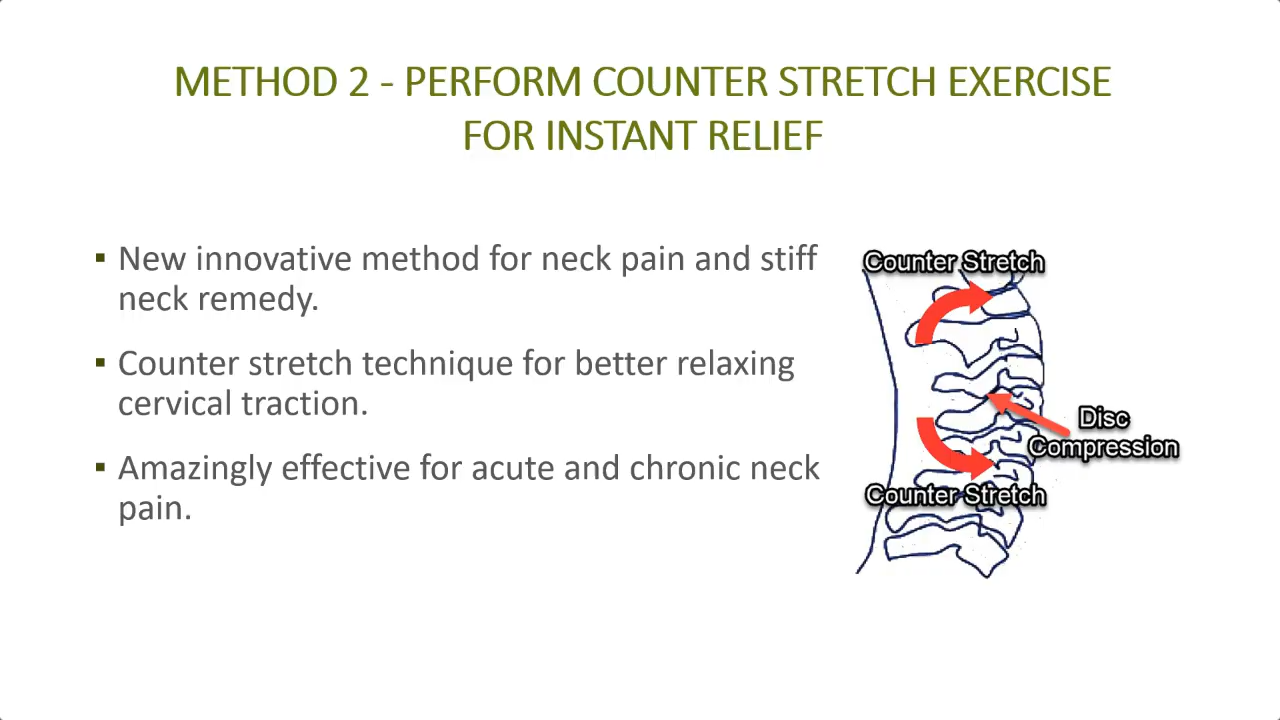 METHOD 2 - PERFORM COUNTER STRETCH EXERCISE
FOR INSTANT RELIEF
▪ New innovative method for neck pain and stiff
neck remedy.
▪ Counter stretch technique for better relaxing
cervical traction.
▪ Amazingly effective for acute and chronic neck
pain.
Counter Stretch
Disc
Compression
Counter Stretch